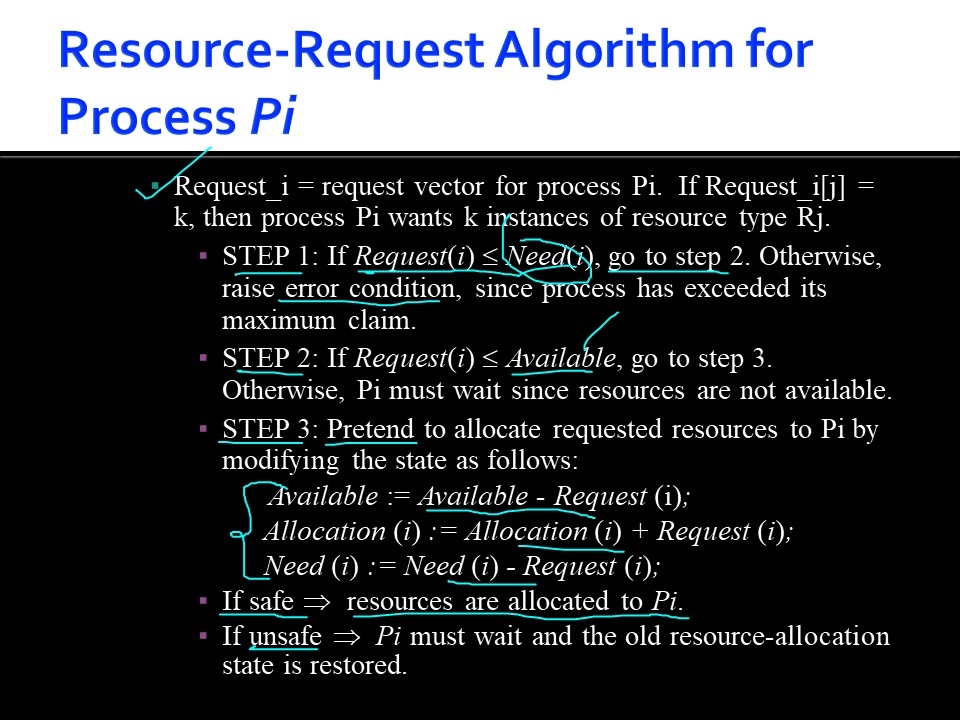 Resource-Request Algorithm for
Process Pi
▪ Request_i = request vector for process Pi. If Request_i[j] =
k, then process Pi wants k instances of resource type Rj.
▪ STEP 1: If Request(i) ≤ Need(i), go to step 2. Otherwise,
raise error condition, since process has exceeded its
maximum claim.
▪ STEP 2: If Request(i) ≤ Available, go to step 3.
Otherwise, Pi must wait since resources are not available.
▪ STEP 3: Pretend to allocate requested resources to Pi by
modifying the state as follows:
Available := Available - Request (i);
Allocation (i) := Allocation (i) + Request (i);
Need (i) := Need (i) - Request (i);
▪ If safe ⇒ resources are allocated to Pi.
▪ If unsafe ⇒ Pi must wait and the old resource-allocation
state is restored.